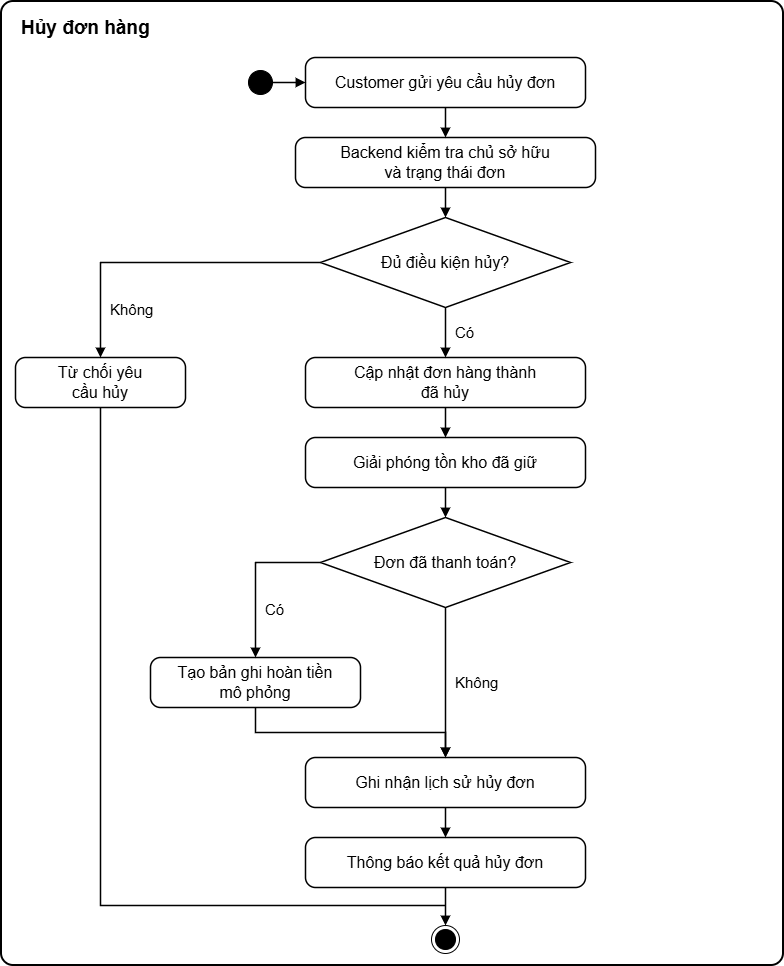 Hủy đơn hàng
Customer gửi yêu cầu hủy đơn
Backend kiểm tra chủ sở hữu
và trạng thái đơn
Đủ điều kiện hủy?
Không
Có
Từ chối yêu
cầu hủy
Cập nhật đơn hàng thành
đã hủy
Giải phóng tồn kho đã giữ
Đơn đã thanh toán?
Có
Tạo bản ghi hoàn tiền
mô phỏng
Không
Ghi nhận lịch sử hủy đơn
Thông báo kết quả hủy đơn